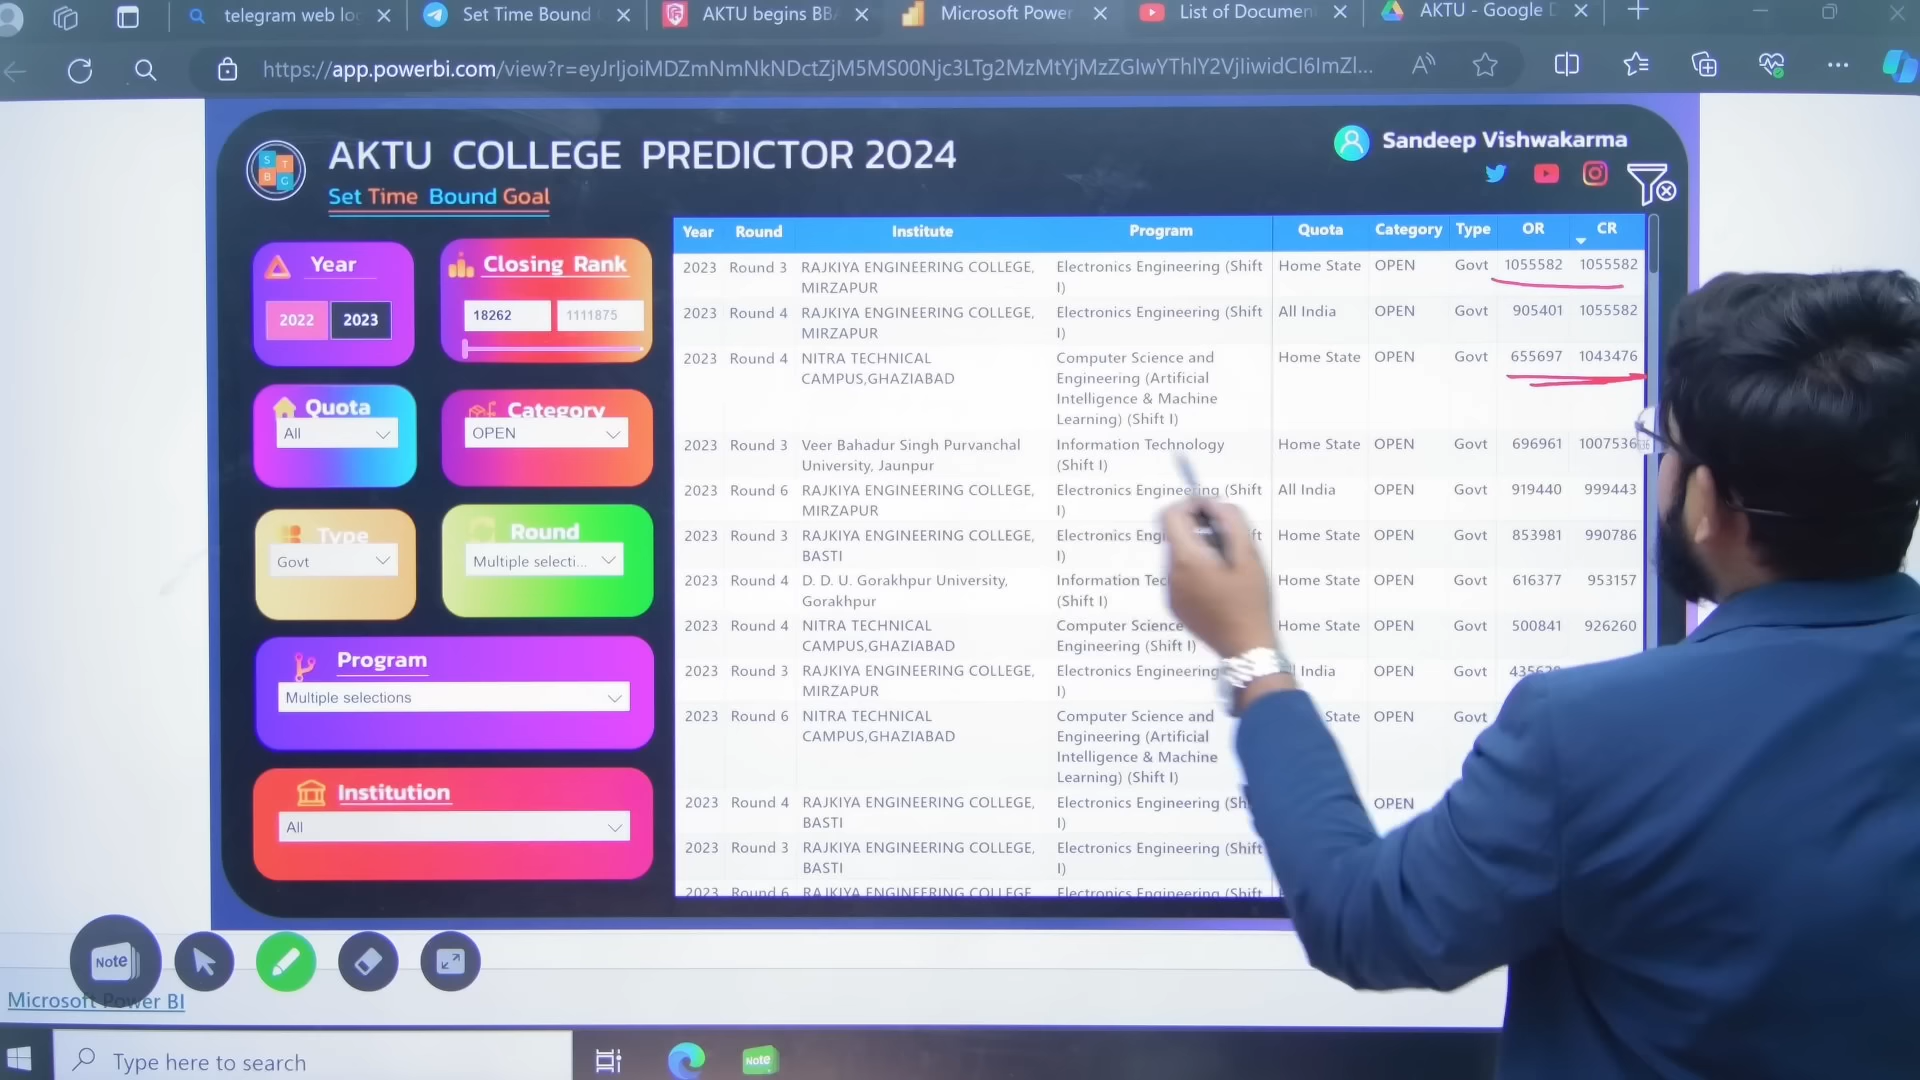 telegram web lo
Set Time Bound
AKTU begins BBA
Microsoft Power
List of Documen
AKTU - Google D
https://app.powerbi.com/view?r=eyJrIjoiMDZmNmNkNDctZjM5MS00Njc3LTg2MzMtYjMzZGIwYThlY2VjIiwidCI6ImZl...
AKTU COLLEGE PREDICTOR 2024
Sandeep Vishwakarma
Set Time Bound Goal
S T B G
Year
2022 2023
Closing Rank
18262 1111875
Quota
All
Category
OPEN
Type
Govt
Round
Multiple selecti...
Program
Multiple selections
Institution
All
Year Round Institute Program Quota Category Type OR CR
2023 Round 3 RAJKIYA ENGINEERING COLLEGE, Electronics Engineering (Shift Home State OPEN Govt 1055582 1055582
MIRZAPUR I)
2023 Round 4 RAJKIYA ENGINEERING COLLEGE, Electronics Engineering (Shift All India OPEN Govt 905401 1055582
MIRZAPUR I)
2023 Round 4 NITRA TECHNICAL Computer Science and Home State OPEN Govt 655697 1043476
CAMPUS,GHAZIABAD Engineering (Artificial
Intelligence & Machine
Learning) (Shift I)
2023 Round 3 Veer Bahadur Singh Purvanchal Information Technology Home State OPEN Govt 696961 1007536
University, Jaunpur (Shift I)
2023 Round 6 RAJKIYA ENGINEERING COLLEGE, Electronics Engineering (Shift All India OPEN Govt 919440 999443
MIRZAPUR I)
2023 Round 3 RAJKIYA ENGINEERING COLLEGE, Electronics Home State OPEN Govt 853981 990786
BASTI I)
2023 Round 4 D. D. U. Gorakhpur University, Information Home State OPEN Govt 616377 953157
Gorakhpur (Shift I)
2023 Round 4 NITRA TECHNICAL Computer Science Home State OPEN Govt 500841 926260
CAMPUS,GHAZIABAD Engineering (Shift I)
2023 Round 3 RAJKIYA ENGINEERING COLLEGE, Electronics Engineering India OPEN Govt
MIRZAPUR I)
2023 Round 6 NITRA TECHNICAL Computer Science and State OPEN Govt
CAMPUS,GHAZIABAD Engineering (Artificial
Intelligence & Machine
Learning) (Shift I)
2023 Round 4 RAJKIYA ENGINEERING COLLEGE, Electronics Engineering OPEN
BASTI I)
2023 Round 3 RAJKIYA ENGINEERING COLLEGE, Electronics Engineering (Shift
BASTI I)
2023 Round 6 RAJKIYA ENGINEERING COLLEGE, Electronics Engineering (Shift
Note
Microsoft Power BI
Type here to search
Note